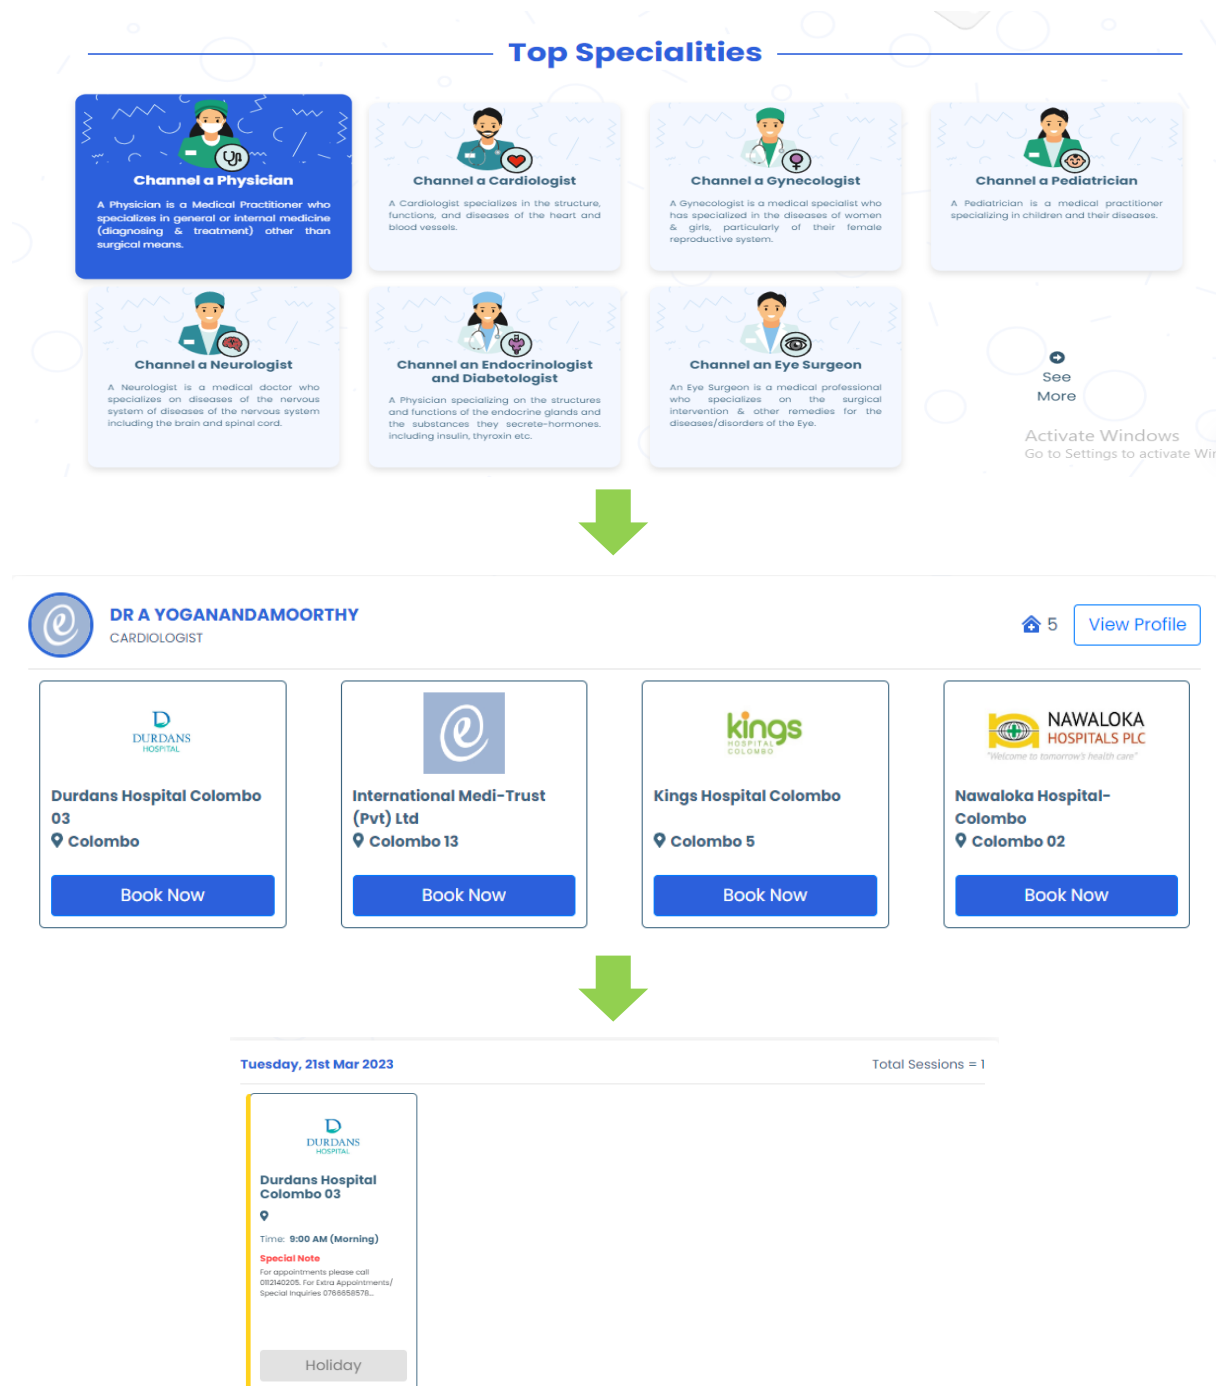 Top Specialities
Channel a Physician
A Physician is a Medical Practitioner who
specializes in general or internal medicine
(diagnosing & treatment) other than
surgical means.
Channel a Cardiologist
A Cardiologist specializes in the structure,
functions, and diseases of the heart and
blood vessels.
Channel a Gynecologist
A Gynecologist is a medical specialist who
has specialized in the diseases of women
& girls, particularly of their female
reproductive system.
Channel a Pediatrician
A Pediatrician is a medical practitioner
specializing in children and their diseases.
Channel a Neurologist
A Neurologist is a medical doctor who
specializes on diseases of the nervous
system of diseases of the nervous system
including the brain and spinal cord.
Channel an Endocrinologist
and Diabetologist
A Physician specializing on the structures
and functions of the endocrine glands and
the substances they secrete-hormones.
including insulin, thyroxin etc.
Channel an Eye Surgeon
An Eye Surgeon is a medical professional
who specializes on the surgical
intervention & other remedies for the
diseases/disorders of the Eye.
See
More
Activate Windows
Go to Settings to activate Wi
DR A YOGANANDAMOORTHY
CARDIOLOGIST
5
View Profile
DURDANS
HOSPITAL
Durdans Hospital Colombo
03
Colombo
Book Now
International Medi-Trust
(Pvt) Ltd
Colombo 13
Book Now
kings
HOSPITAL
COLOMBO
Kings Hospital Colombo
Colombo 5
Book Now
NAWALOKA
HOSPITALS PLC
"Welcome to tomorrow's health care"
Nawaloka Hospital-
Colombo
Colombo 02
Book Now
Tuesday, 21st Mar 2023
Total Sessions = 1
DURDANS
HOSPITAL
Durdans Hospital
Colombo 03
Time: 9:00 AM (Morning)
Special Note
For appointments please call
0112140205. For Extra Appointments/
Special Inquiries 0766658578...
Holiday